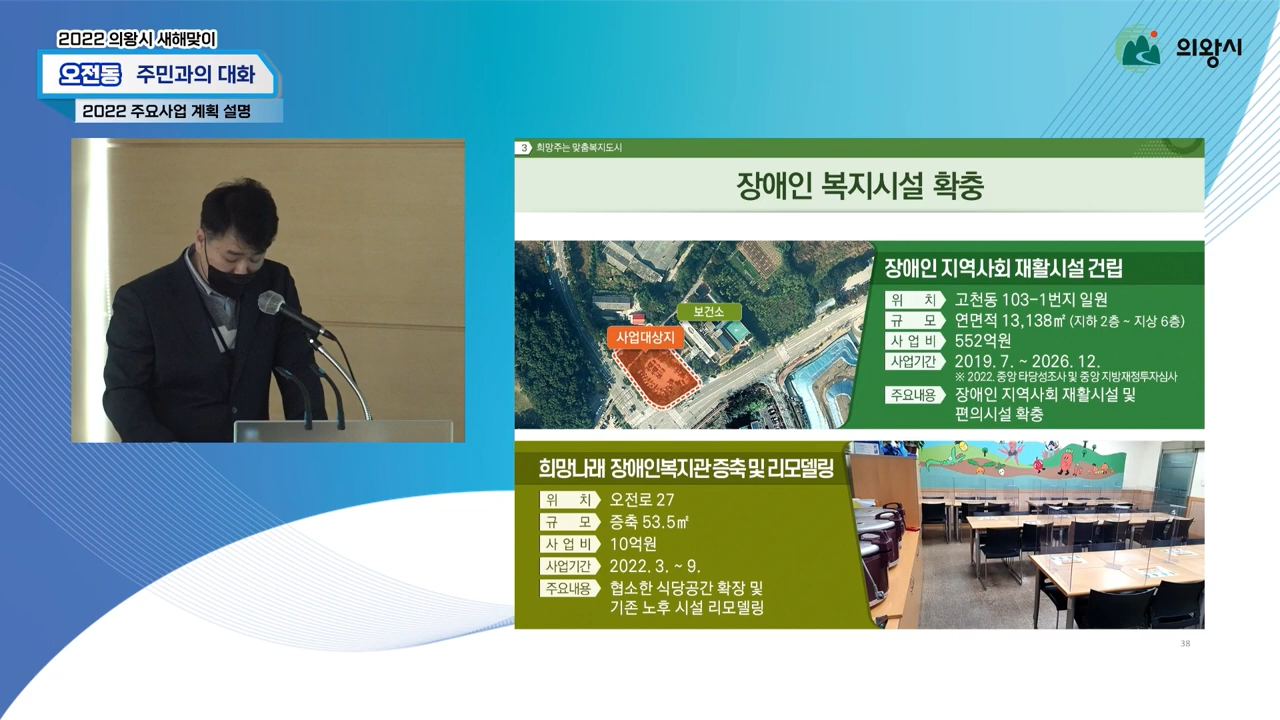 2022 의왕시 새해맞이
오전동 주민과의 대화
2022 주요사업 계획 설명
의왕시
3 희망주는 맞춤복지도시
장애인 복지시설 확충
보건소
사업대상지
장애인 지역사회 재활시설 건립
위 치 고천동 103-1번지 일원
규 모 연면적 13,138㎡ (지하 2층 ~ 지상 6층)
사 업 비 552억원
사업기간 2019. 7. ~ 2026. 12.
※ 2022. 중앙 타당성조사 및 중앙 지방재정투자심사
주요내용 장애인 지역사회 재활시설 및
편의시설 확충
희망나래 장애인복지관 증축 및 리모델링
위 치 오전로 27
규 모 증축 53.5㎡
사 업 비 10억원
사업기간 2022. 3. ~ 9.
주요내용 협소한 식당공간 확장 및
기존 노후 시설 리모델링
38